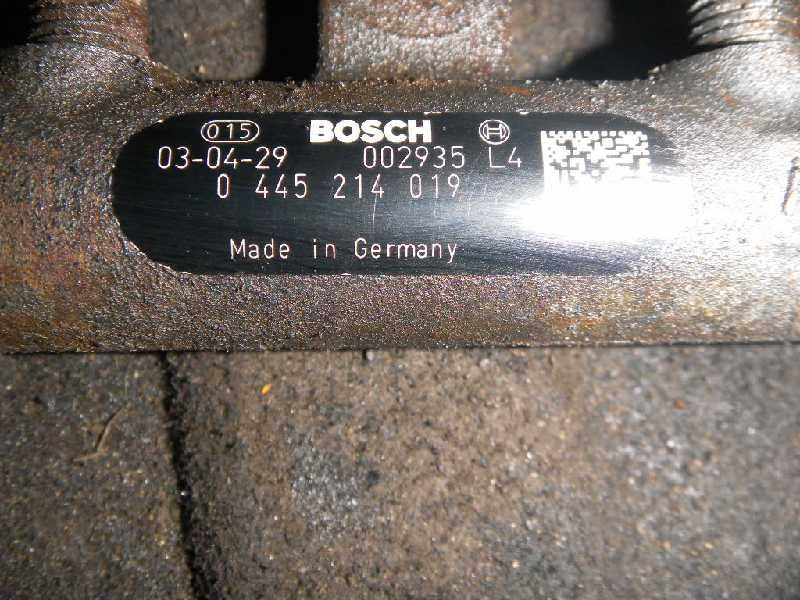 015 BOSCH
03-04-29 002935 L4
0 445 214 019
Made in Germany